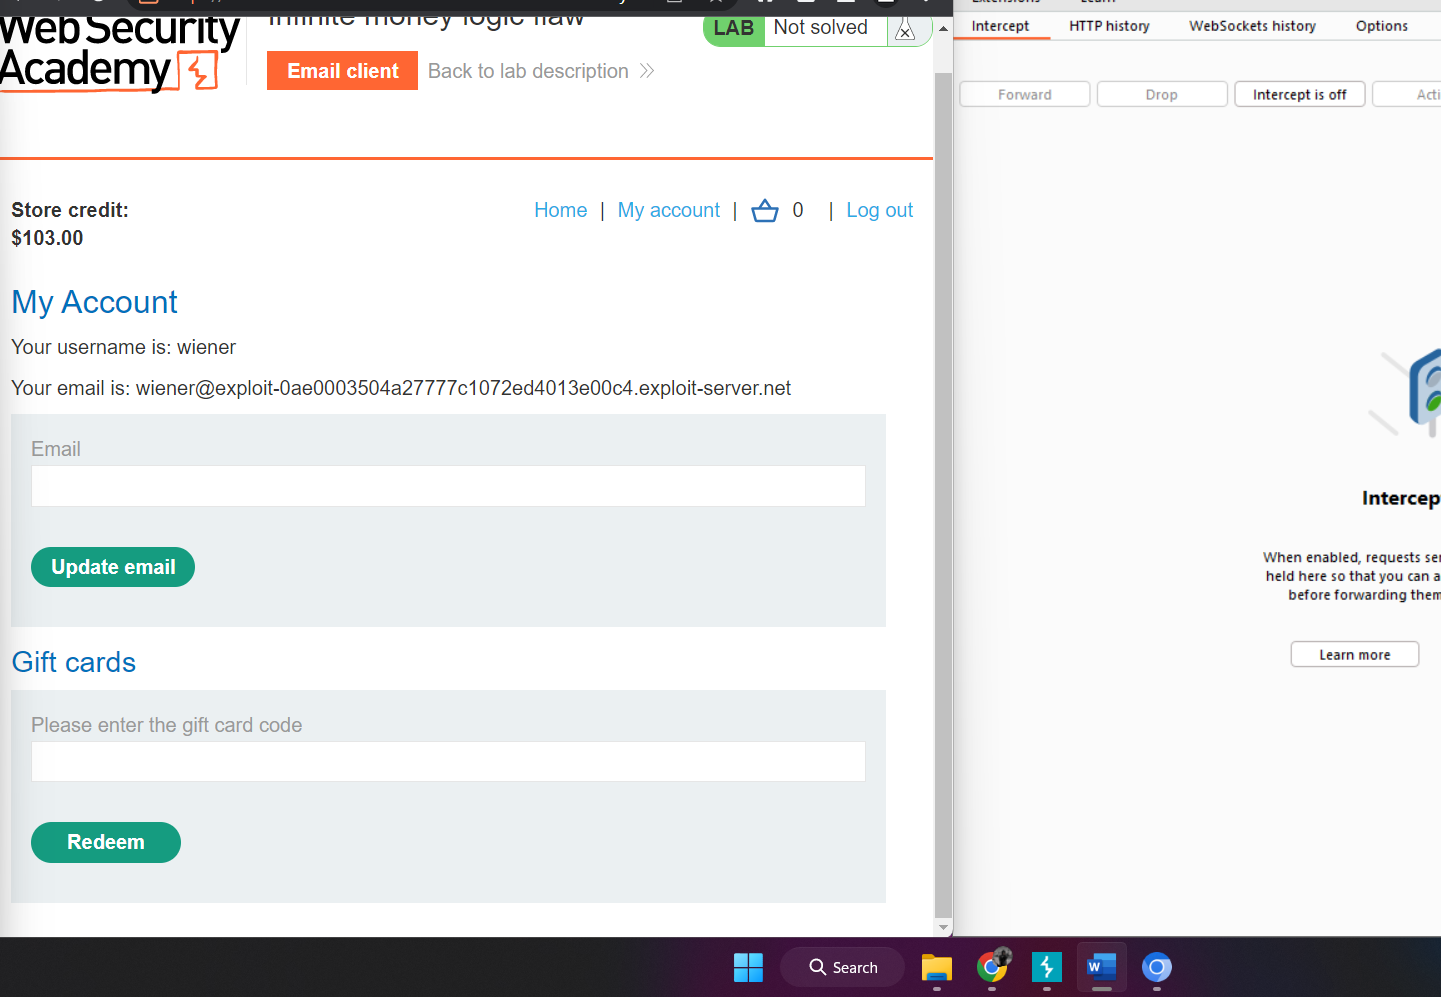 Web Security
Academy
Infinite money logic flaw
LAB Not solved
Email client Back to lab description
Store credit:
$103.00
Home | My account | 0 | Log out
My Account
Your username is: wiener
Your email is: wiener@exploit-0ae0003504a27777c1072ed4013e00c4.exploit-server.net
Email
Update email
Gift cards
Please enter the gift card code
Redeem
Extensions Learn
Intercept HTTP history WebSockets history Options
Forward Drop Intercept is off Acti
Intercep
When enabled, requests se
held here so that you can a
before forwarding them
Learn more
Search